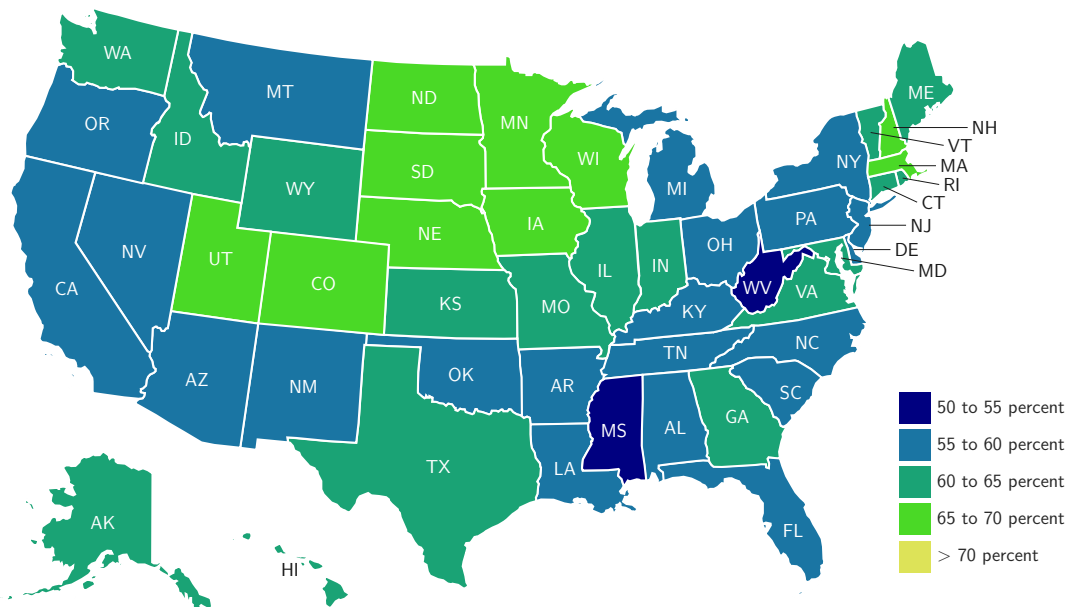 WA
MT
ND
MN
ME
OR
ID
WI
NH
VT
NY
MA
SD
WY
MI
RI
CT
PA
NJ
NE
IA
OH
NV
UT
DE
IN
IL
MD
CO
CA
WV
VA
KS
MO
KY
NC
TN
AZ
NM
OK
AR
SC
GA
50 to 55 percent
MS
AL
55 to 60 percent
TX
LA
60 to 65 percent
AK
65 to 70 percent
FL
> 70 percent
HI